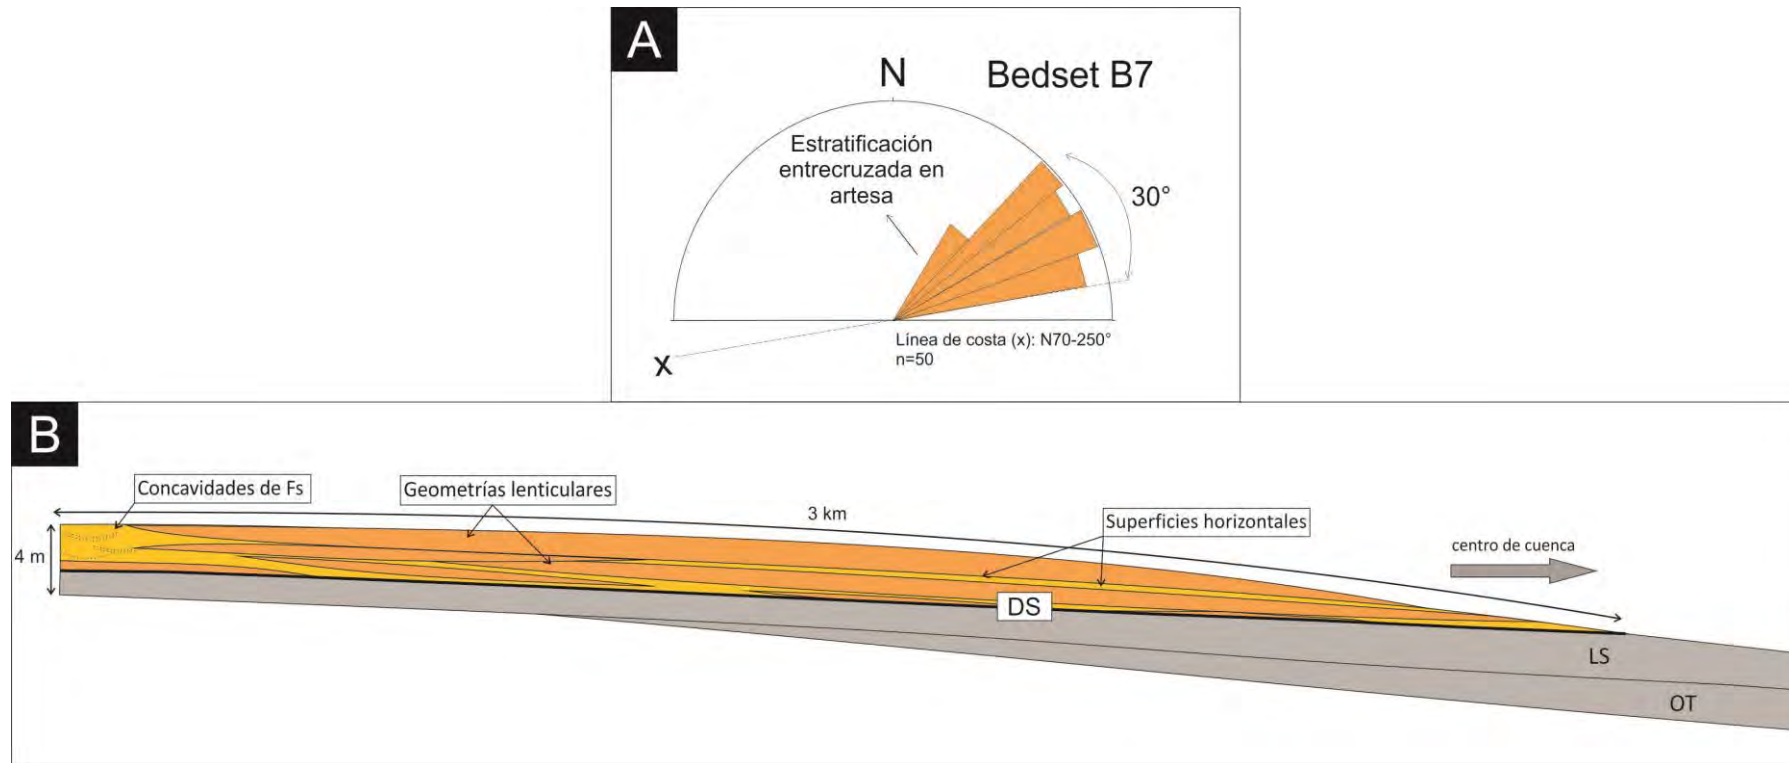 A
N
Bedset B7
Estratificación
entrecruzada en
artesa
30°
x
Línea de costa (x): N70-250°
n=50
B
Concavidades de Fs
Geometrías lenticulares
3 km
Superficies horizontales
centro de cuenca
4 m
DS
LS
OT